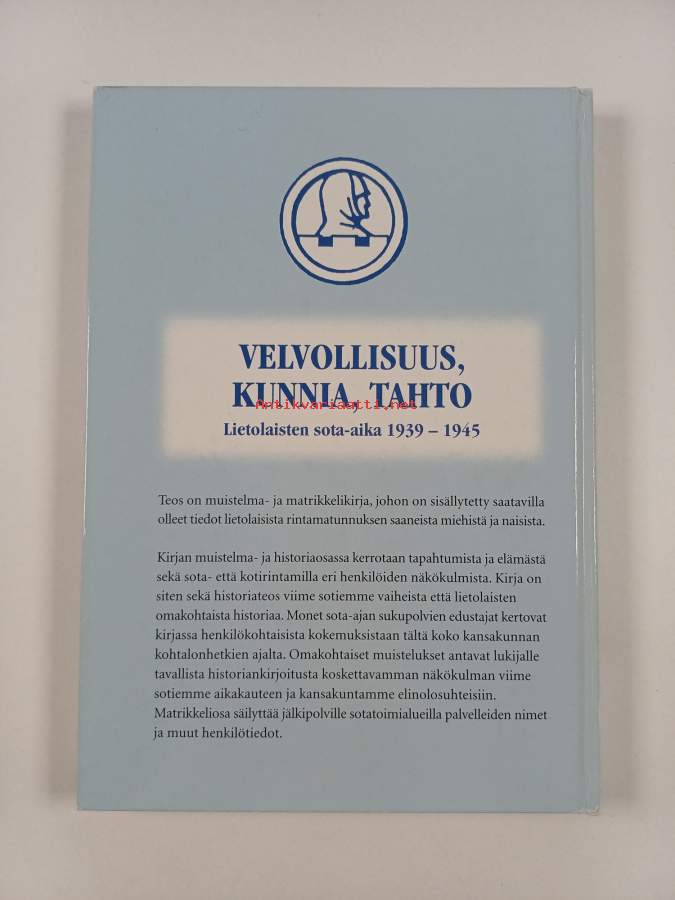 VELVOLLISUUS,
KUNNIA, TAHTO
Antikvariaatti.net
Lietolaisten sota-aika 1939 – 1945
Teos on muistelma- ja matrikkelikirja, johon on sisällytetty saatavilla
olleet tiedot lietolaisista rintamatunnuksen saaneista miehistä ja naisista.
Kirjan muistelma- ja historiaosassa kerrotaan tapahtumista ja elämästä
sekä sota- että kotirintamilla eri henkilöiden näkökulmista. Kirja on
siten sekä historiateos viime sotiemme vaiheista että lietolaisten
omakohtaista historiaa. Monet sota-ajan sukupolvien edustajat kertovat
kirjassa henkilökohtaisista kokemuksistaan tältä koko kansakunnan
kohtalonhetkien ajalta. Omakohtaiset muistelukset antavat lukijalle
tavallista historiankirjoitusta koskettavamman näkökulman viime
sotiemme aikakauteen ja kansakuntamme elinolosuhteisiin.
Matrikkeliosa säilyttää jälkipolville sotatoimialueilla palvelleiden nimet
ja muut henkilötiedot.